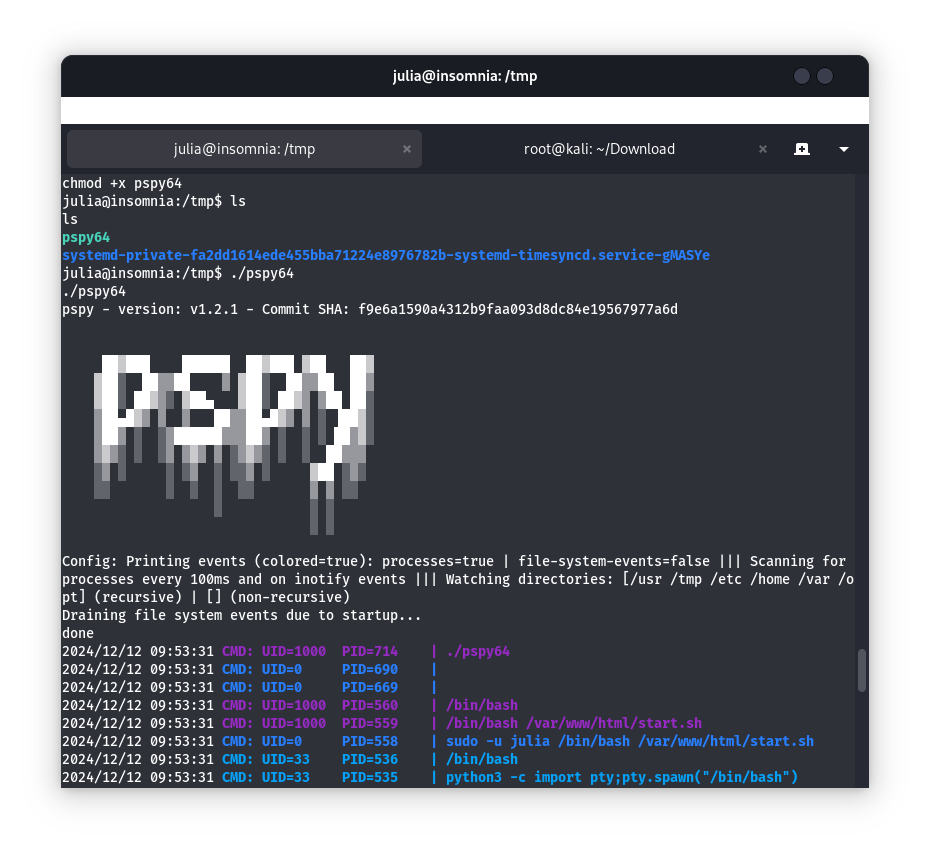 julia@insomnia: /tmp
julia@insomnia: /tmp
root@kali: ~/Download
chmod +x pspy64
julia@insomnia:/tmp$ ls
ls
pspy64
systemd-private-fa2dd1614ede455bba71224e8976782b-systemd-timesyncd.service-gMASYe
julia@insomnia:/tmp$ ./pspy64
./pspy64
pspy - version: v1.2.1 - Commit SHA: f9e6a1590a4312b9faa093d8dc84e19567977a6d
PSPY
Config: Printing events (colored=true): processes=true | file-system-events=false ||| Scanning for
processes every 100ms and on inotify events ||| Watching directories: [/usr /tmp /etc /home /var /o
pt] (recursive) | [] (non-recursive)
Draining file system events due to startup...
done
2024/12/12 09:53:31 CMD: UID=1000  PID=714    | ./pspy64
2024/12/12 09:53:31 CMD: UID=0     PID=690    |
2024/12/12 09:53:31 CMD: UID=0     PID=669    |
2024/12/12 09:53:31 CMD: UID=1000  PID=560    | /bin/bash
2024/12/12 09:53:31 CMD: UID=1000  PID=559    | /bin/bash /var/www/html/start.sh
2024/12/12 09:53:31 CMD: UID=0     PID=558    | sudo -u julia /bin/bash /var/www/html/start.sh
2024/12/12 09:53:31 CMD: UID=33    PID=536    | /bin/bash
2024/12/12 09:53:31 CMD: UID=33    PID=535    | python3 -c import pty;pty.spawn("/bin/bash")